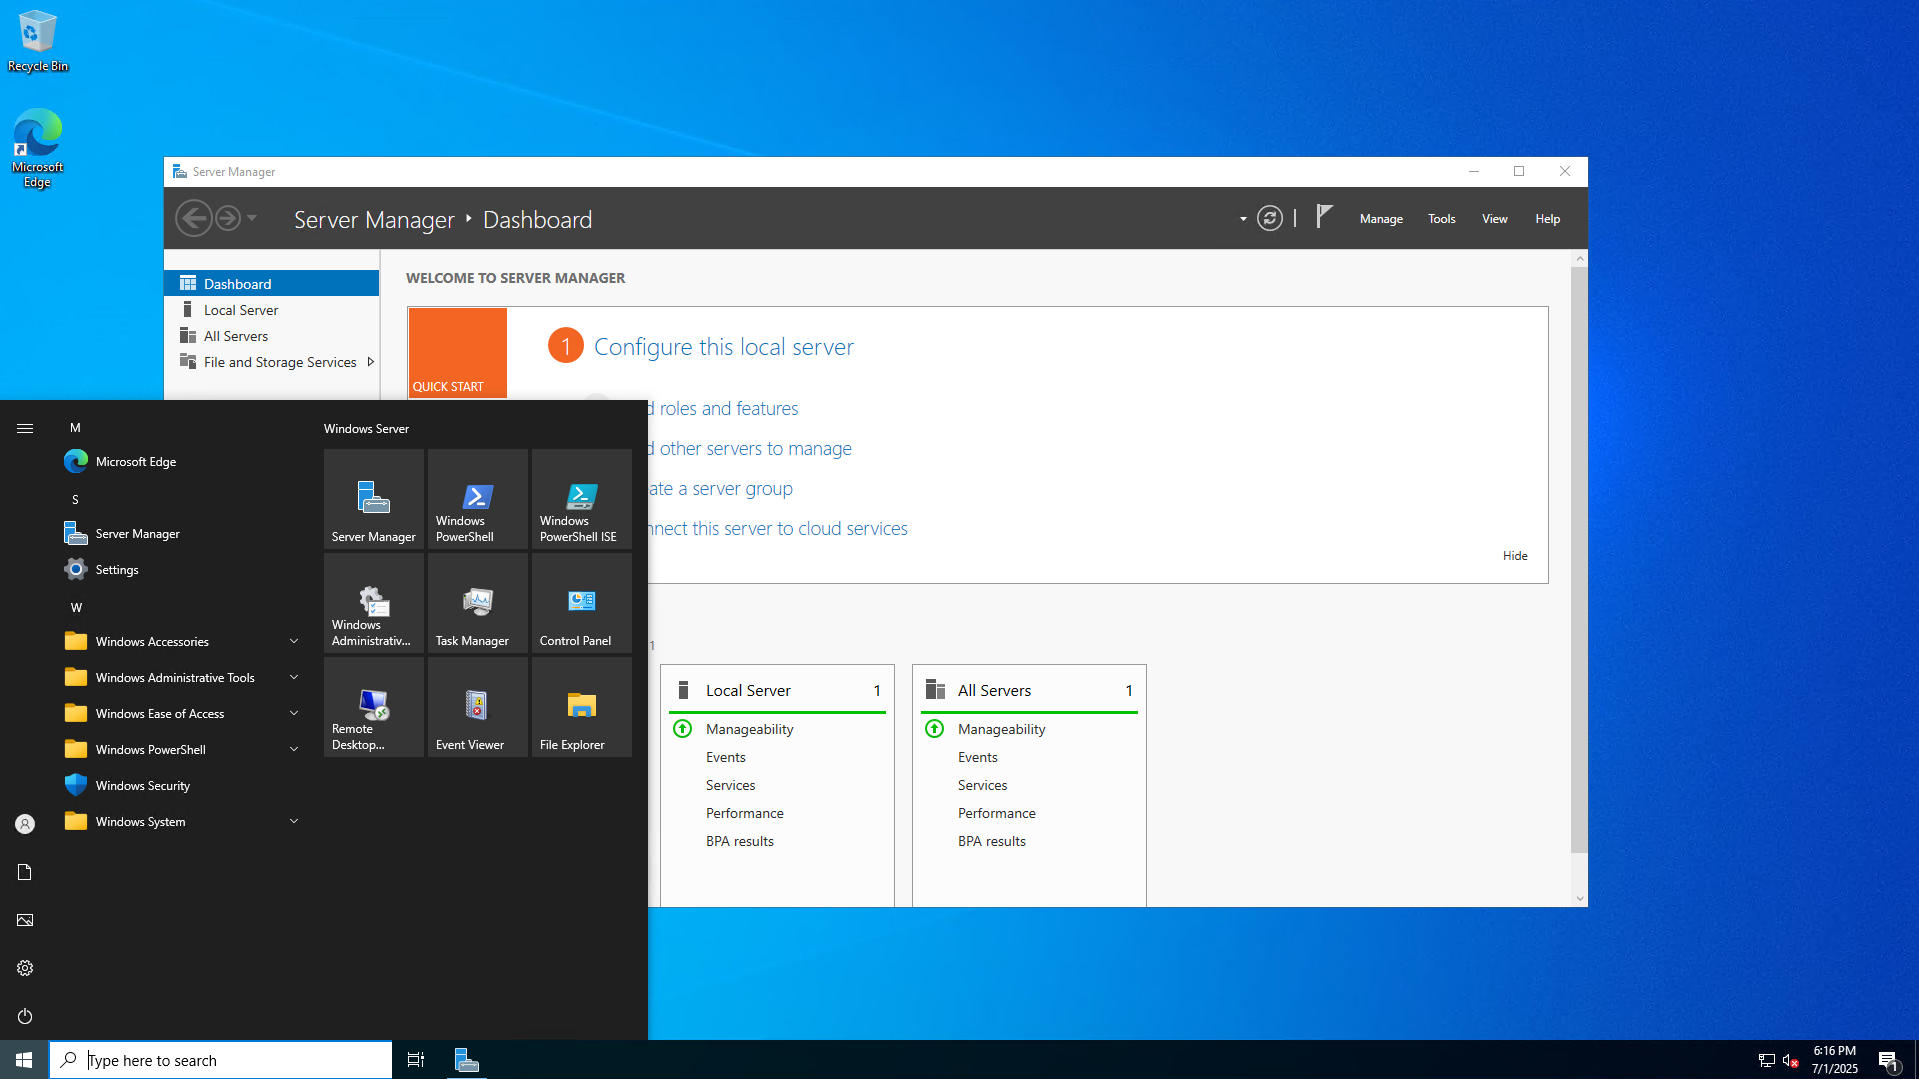 Recycle Bin
Microsoft
Edge
Server Manager
Server Manager
Dashboard
Manage
Tools
View
Help
Dashboard
Local Server
All Servers
File and Storage Services
WELCOME TO SERVER MANAGER
QUICK START
1
Configure this local server
d roles and features
d other servers to manage
ate a server group
nnect this server to cloud services
Hide
1
Local Server
1
Manageability
Events
Services
Performance
BPA results
All Servers
1
Manageability
Events
Services
Performance
BPA results
M
Microsoft Edge
S
Server Manager
Settings
W
Windows Accessories
Windows Administrative Tools
Windows Ease of Access
Windows PowerShell
Windows Security
Windows System
Windows Server
Server Manager
Windows
PowerShell
Windows
PowerShell ISE
Windows
Administrativ...
Task Manager
Control Panel
Remote
Desktop...
Event Viewer
File Explorer
Type here to search
6:16 PM
7/1/2025
1